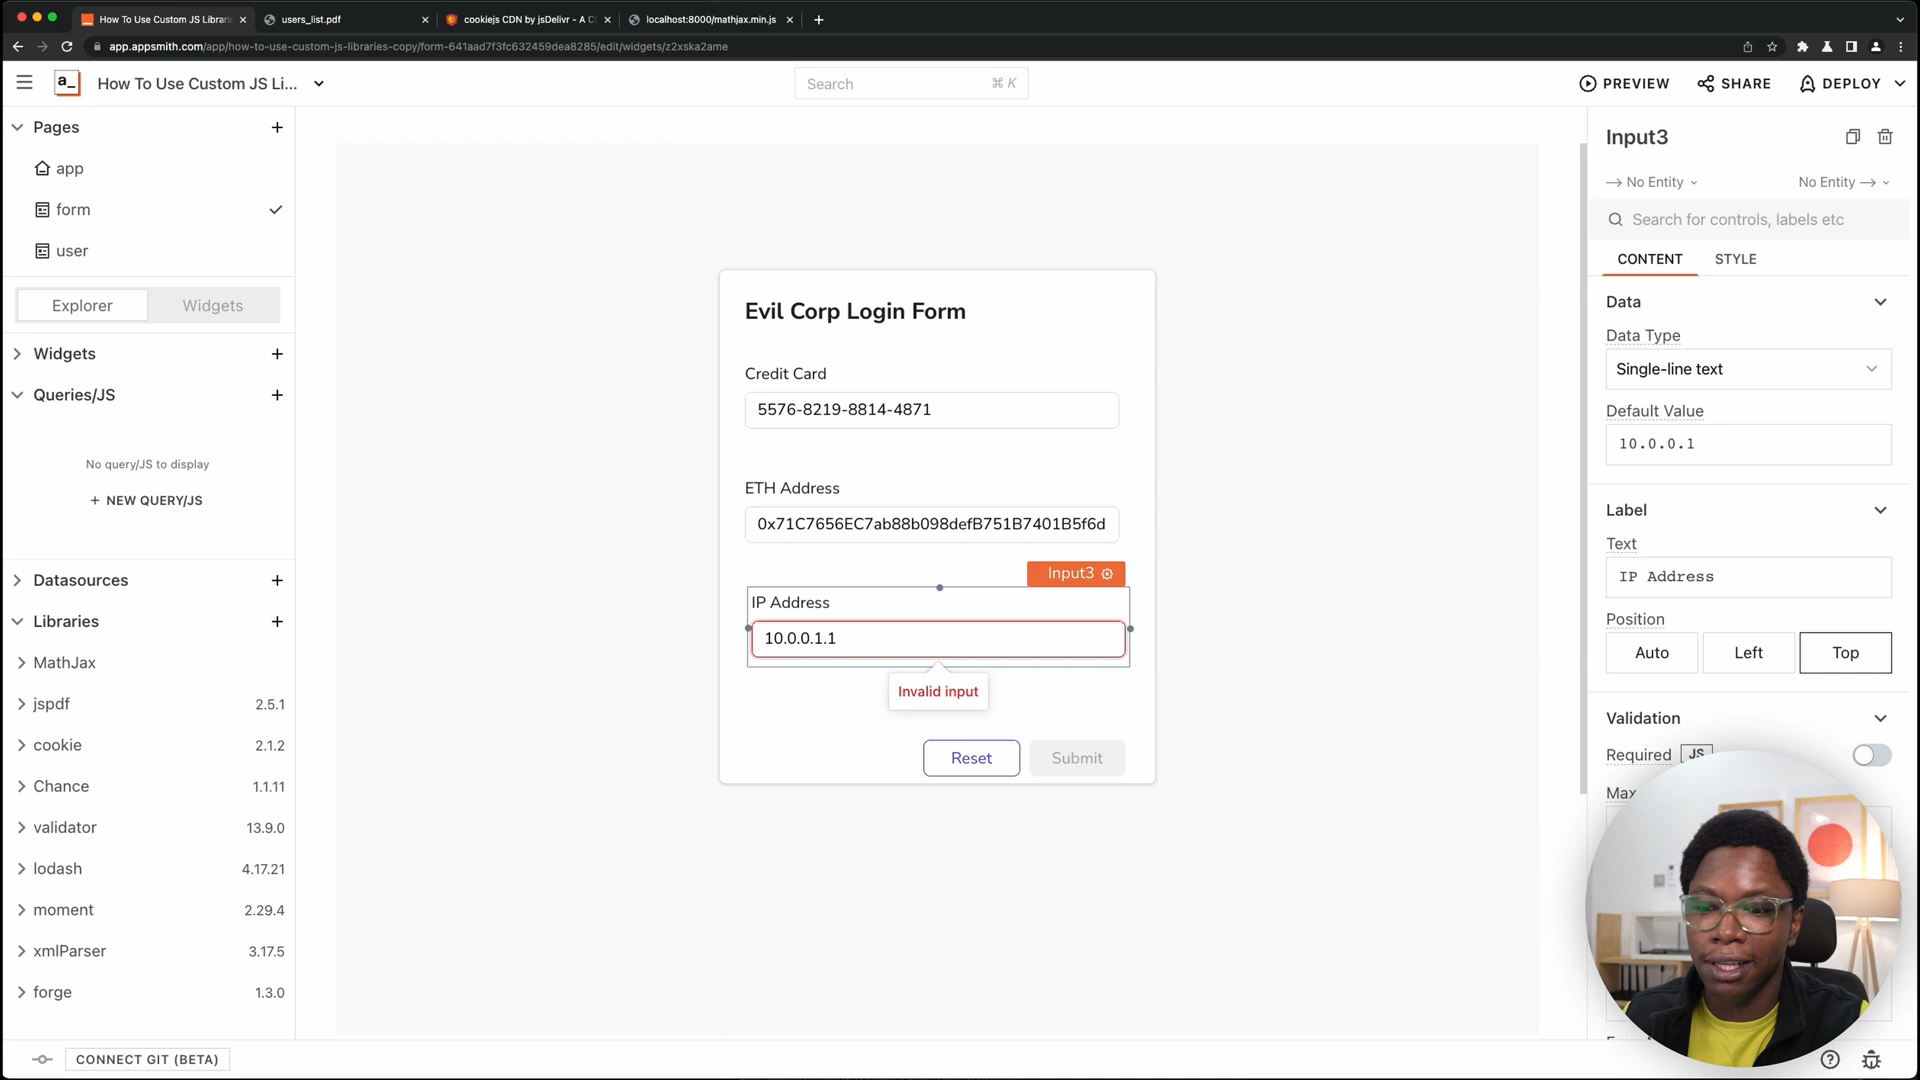 How To Use Custom JS Librari
users_list.pdf
cookiejs CDN by jsDelivr - A C
localhost:8000/mathjax.min.js
app.appsmith.com/app/how-to-use-custom-js-libraries-copy/form-641aad7f3fc632459dea8285/edit/widgets/z2xska2ame
a_
How To Use Custom JS Li...
Search
⌘ K
PREVIEW
SHARE
DEPLOY
Pages
app
form
user
Explorer
Widgets
Widgets
Queries/JS
No query/JS to display
+ NEW QUERY/JS
Datasources
Libraries
MathJax
jspdf 2.5.1
cookie 2.1.2
Chance 1.1.11
validator 13.9.0
lodash 4.17.21
moment 2.29.4
xmlParser 3.17.5
forge 1.3.0
CONNECT GIT (BETA)
Evil Corp Login Form
Credit Card
5576-8219-8814-4871
ETH Address
0x71C7656EC7ab88b098defB751B7401B5f6d
Input3
IP Address
10.0.0.1.1
Invalid input
Reset
Submit
Input3
No Entity
No Entity
Search for controls, labels etc
CONTENT
STYLE
Data
Data Type
Single-line text
Default Value
10.0.0.1
Label
Text
IP Address
Position
Auto
Left
Top
Validation
Required
JS
Max